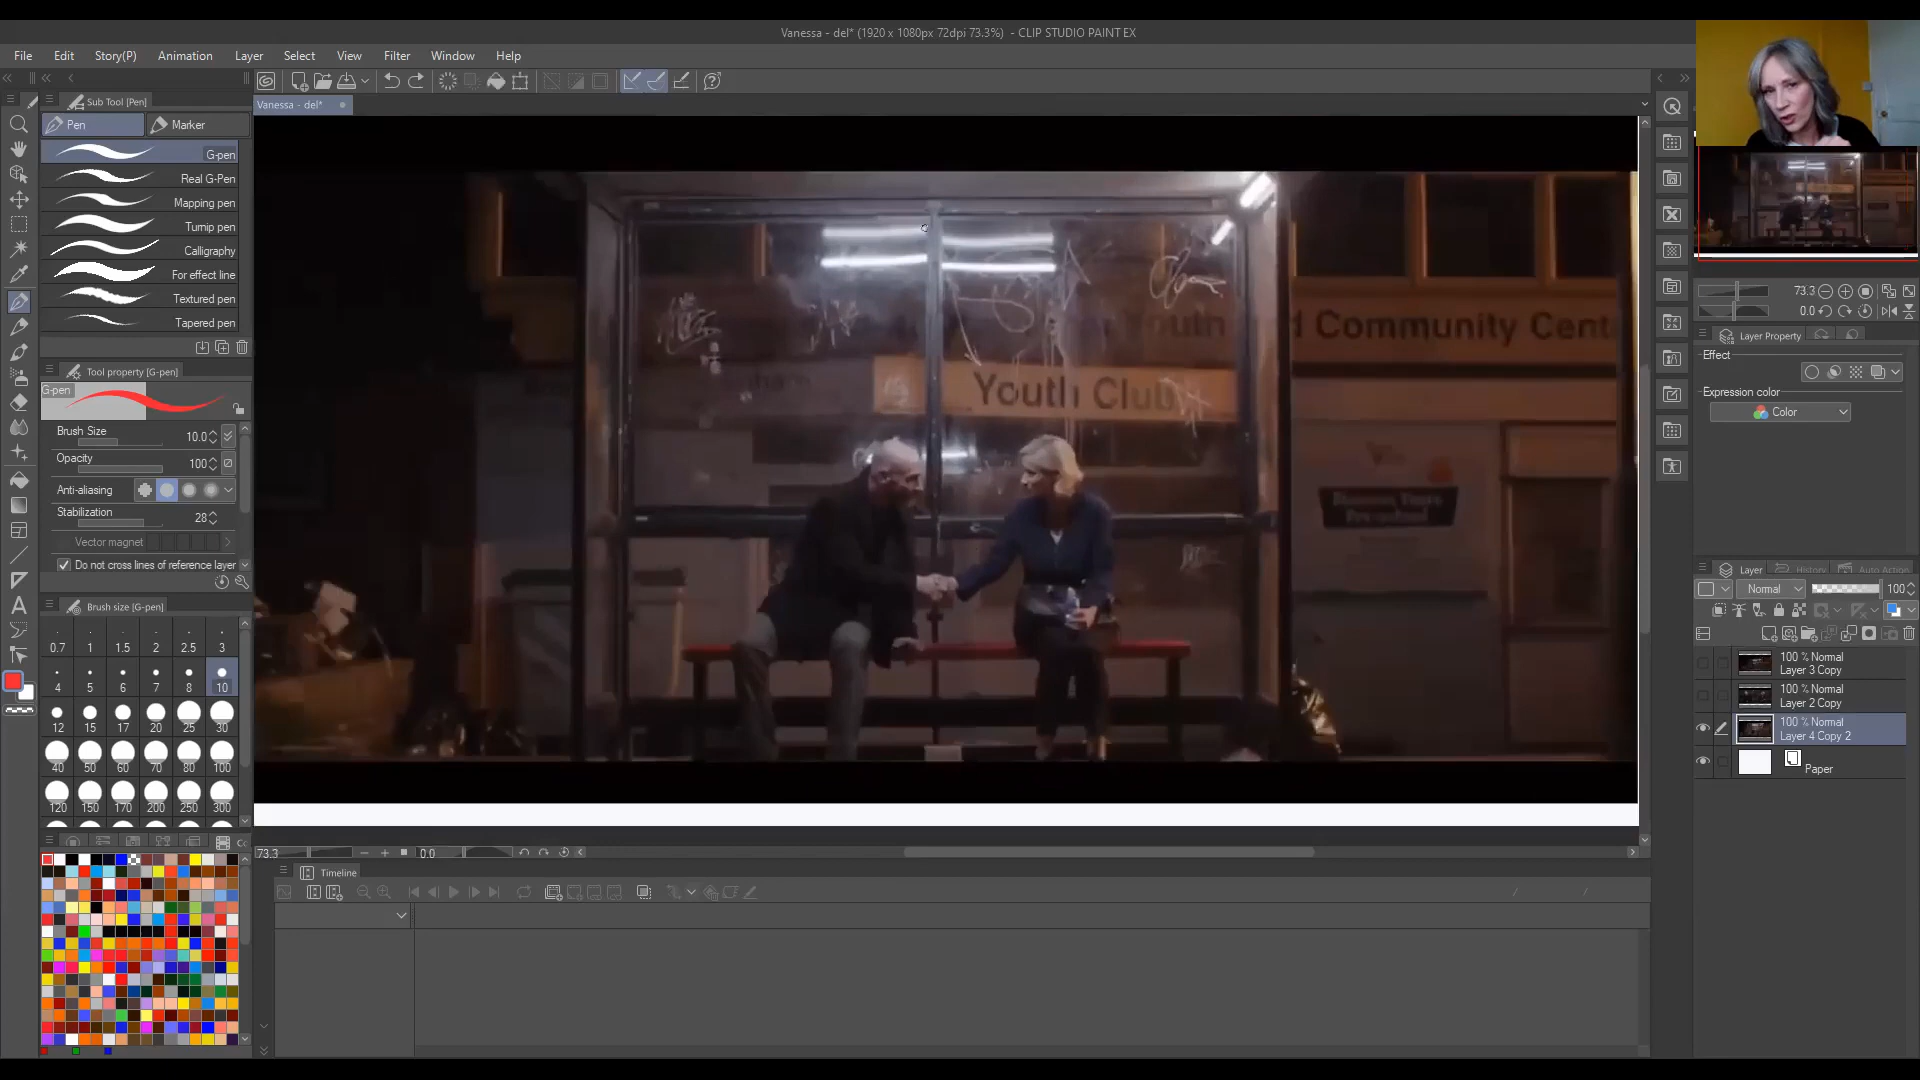 Vanessa - del* (1920 x 1080px 72dpi 73.3%) - CLIP STUDIO PAINT EX
File Edit Story(P) Animation Layer Select View Filter Window Help
Sub Tool [Pen]
Vanessa - del*
Pen Marker
G-pen
Real G-Pen
Mapping pen
Turnip pen
Calligraphy
For effect line
Textured pen
Tapered pen
Tool property [G-pen]
G-pen
Brush Size 10.0
Opacity 100
Anti-aliasing
Stabilization 28
Vector magnet
Do not cross lines of reference layer
Brush size [G-pen]
0.7 1 1.5 2 2.5 3
4 5 6 7 8 10
12 15 17 20 25 30
40 50 60 70 80 100
120 150 170 200 250 300
Community Cent
Youth Club
73.3 0.0
Timeline
73.3
0.0
Layer Property
Effect
Expression color
Color
Layer History Auto Action
Normal 100
100 % Normal
Layer 3 Copy
100 % Normal
Layer 2 Copy
100 % Normal
Layer 4 Copy 2
Paper